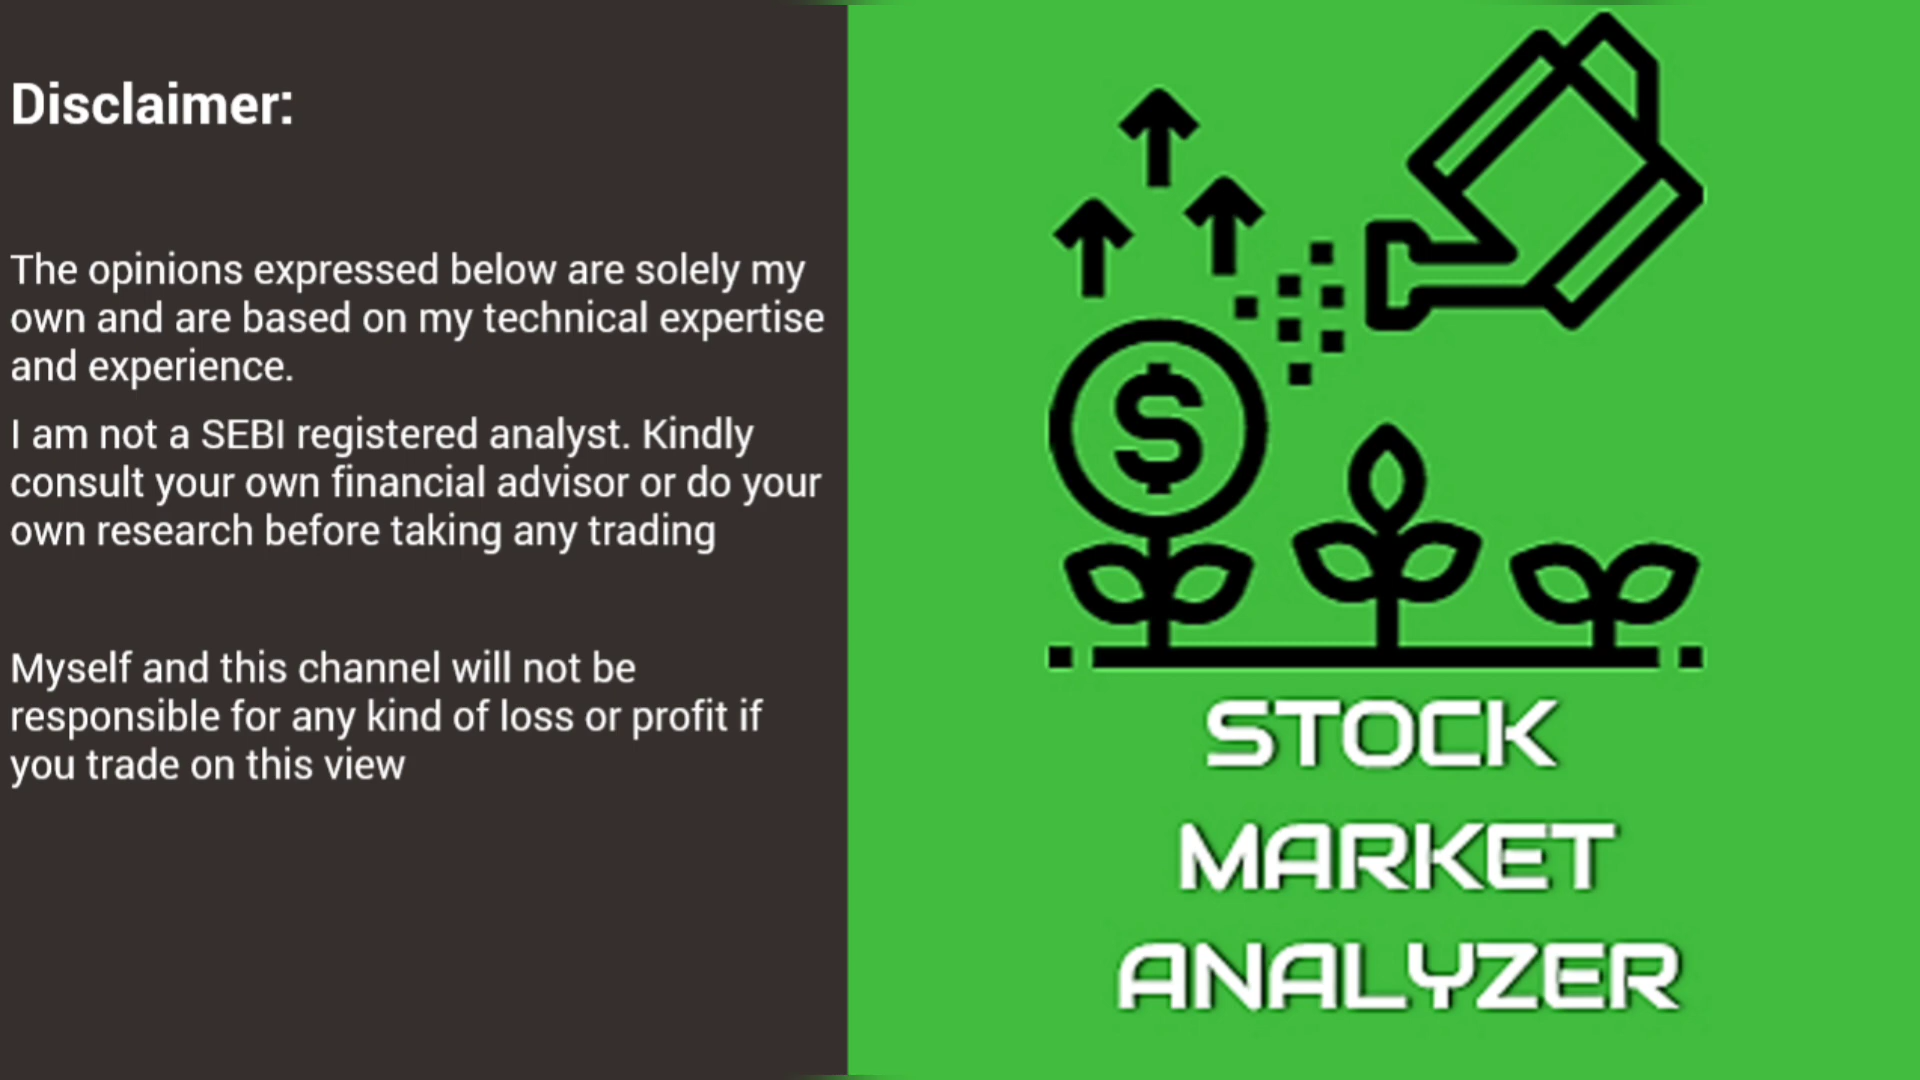 Disclaimer:
The opinions expressed below are solely my
own and are based on my technical expertise
and experience.
I am not a SEBI registered analyst. Kindly
consult your own financial advisor or do your
own research before taking any trading
Myself and this channel will not be
responsible for any kind of loss or profit if
you trade on this view
$
STOCK
MARKET
ANALYZER